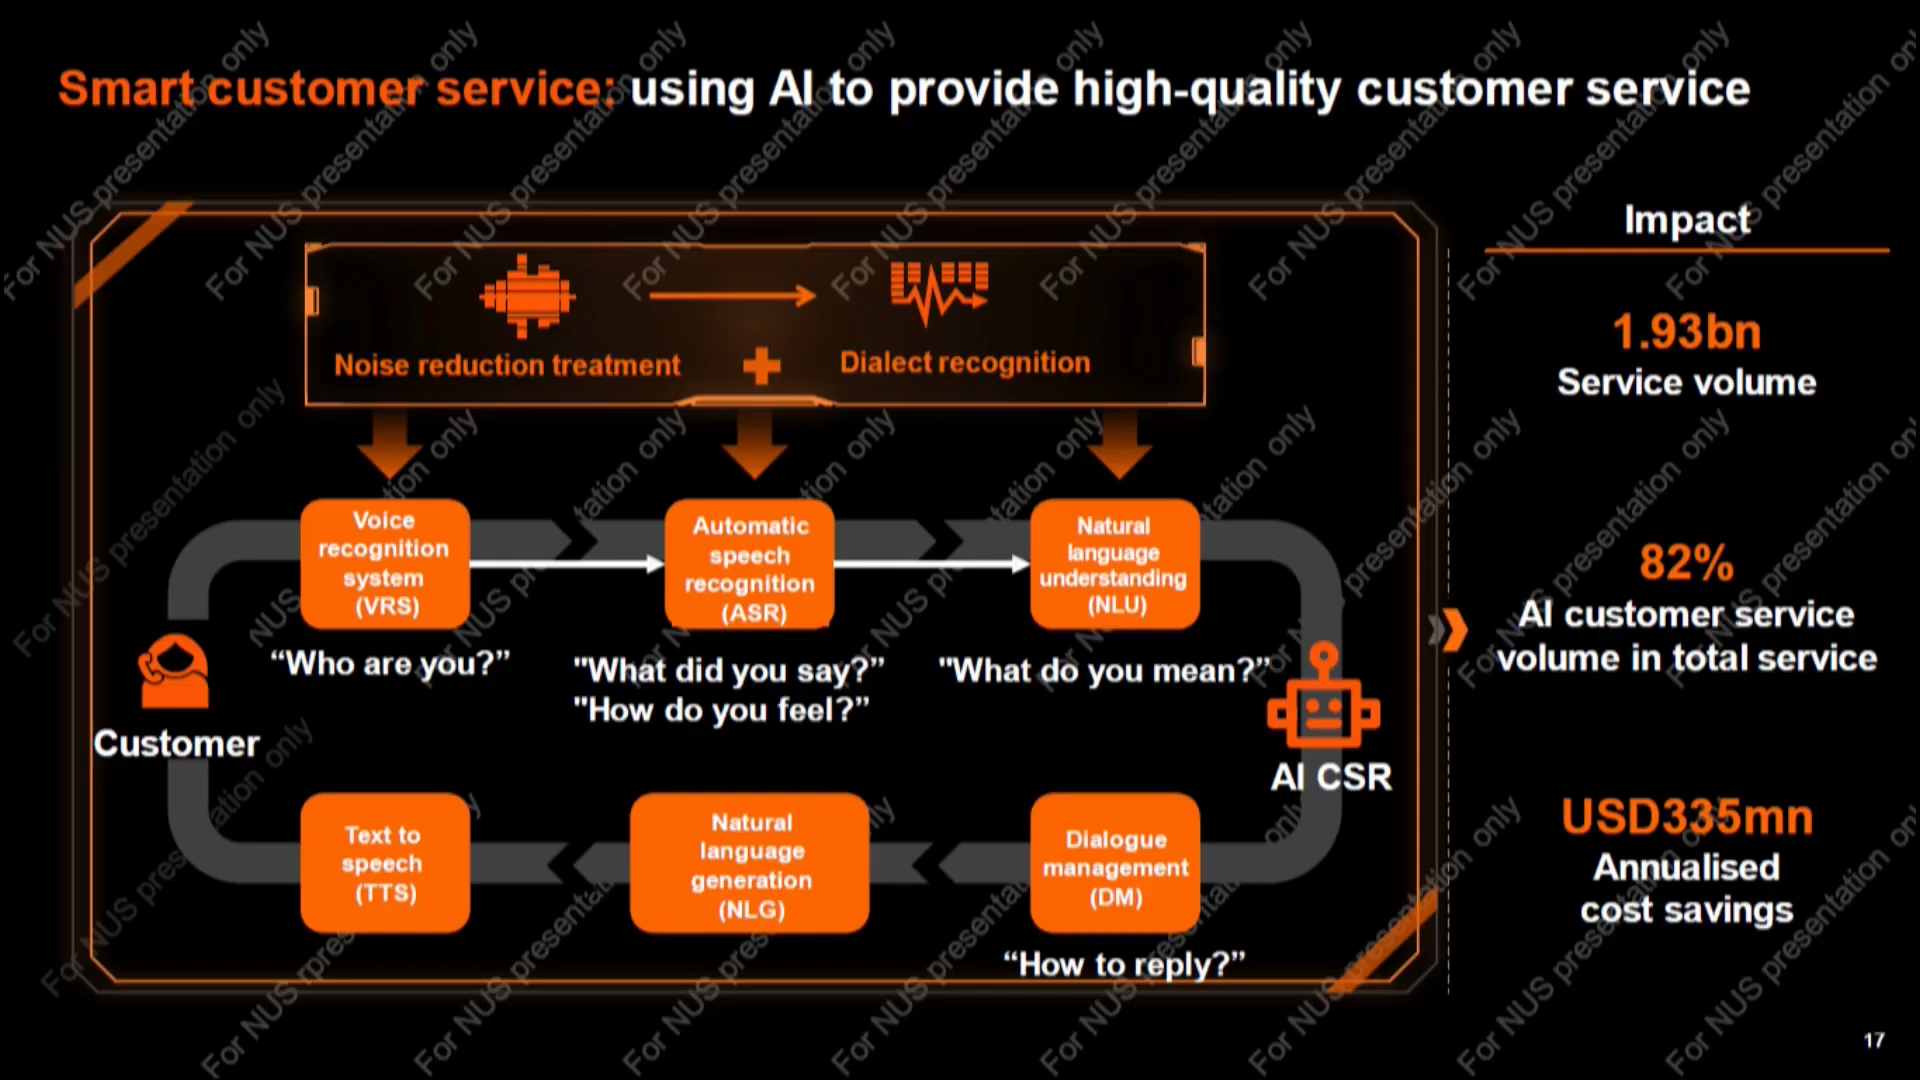 Smart customer service: using AI to provide high-quality customer service
Impact
Noise reduction treatment
Dialect recognition
1.93bn
Service volume
Voice
recognition
system
(VRS)
Automatic
speech
recognition
(ASR)
Natural
language
understanding
(NLU)
“Who are you?”
"What did you say?”
"How do you feel?”
"What do you mean?”
82%
AI customer service
volume in total service
Customer
AI CSR
Text to
speech
(TTS)
Natural
language
generation
(NLG)
Dialogue
management
(DM)
“How to reply?”
USD335mn
Annualised
cost savings
17
For NUS presentation only